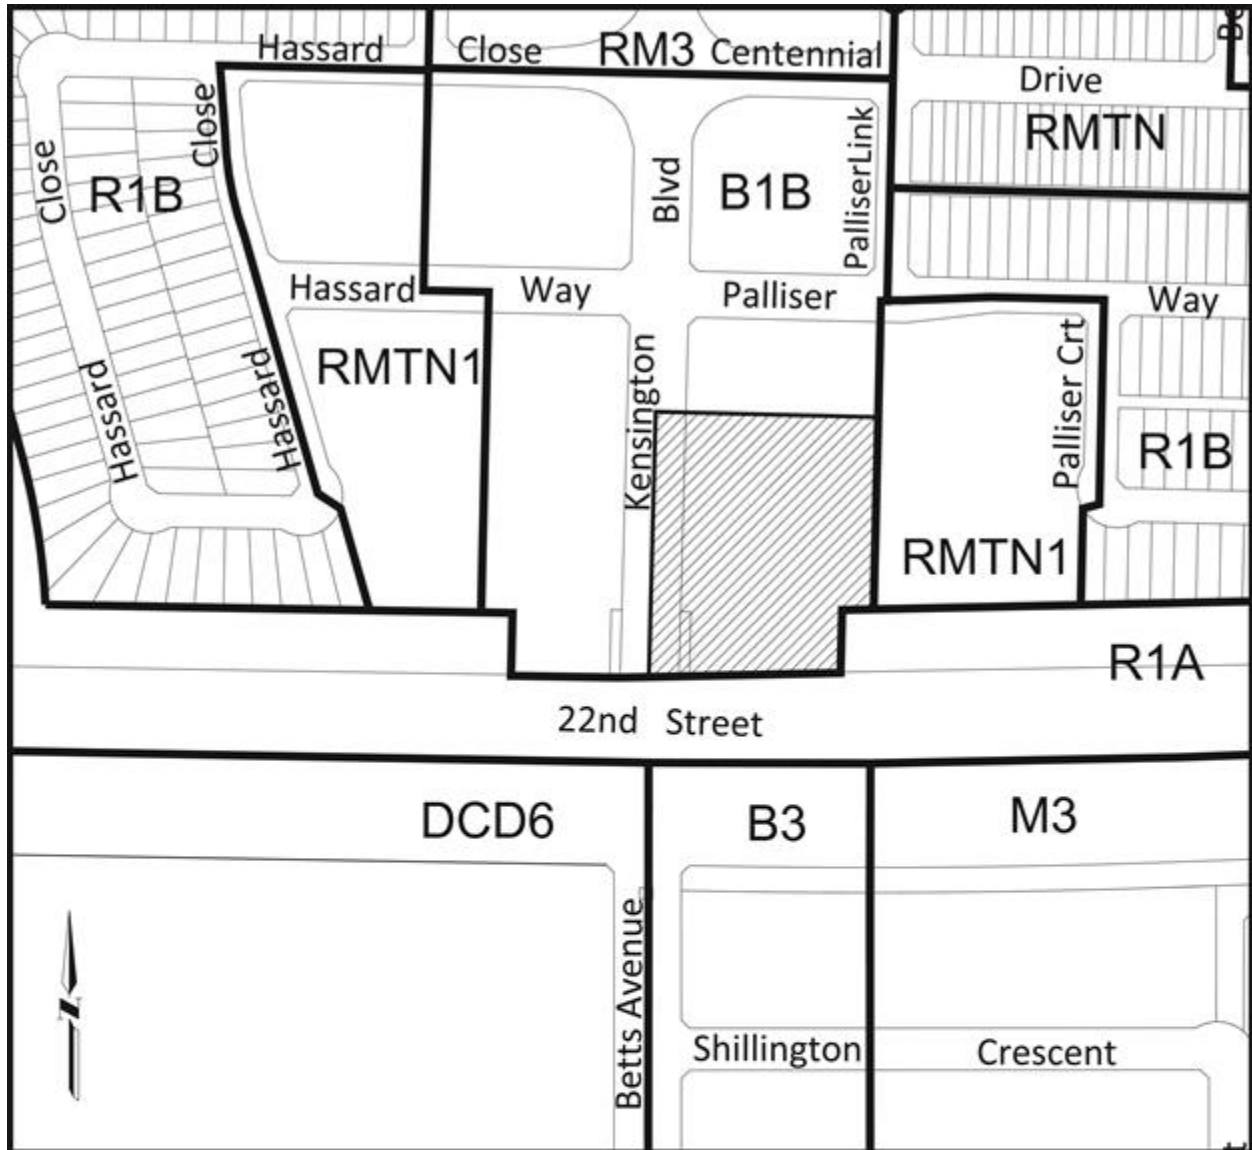 Hassard Close RM3 Centennial
Drive
RMTN
Close
Close
R1B
Blvd
B1B
PalliserLink
Hassard Way Palliser
Way
RMTN1
Kensington
Palliser Crt
Hassard
Hassard
R1B
RMTN1
R1A
22nd Street
DCD6 B3 M3
Betts Avenue
Shillington Crescent
N